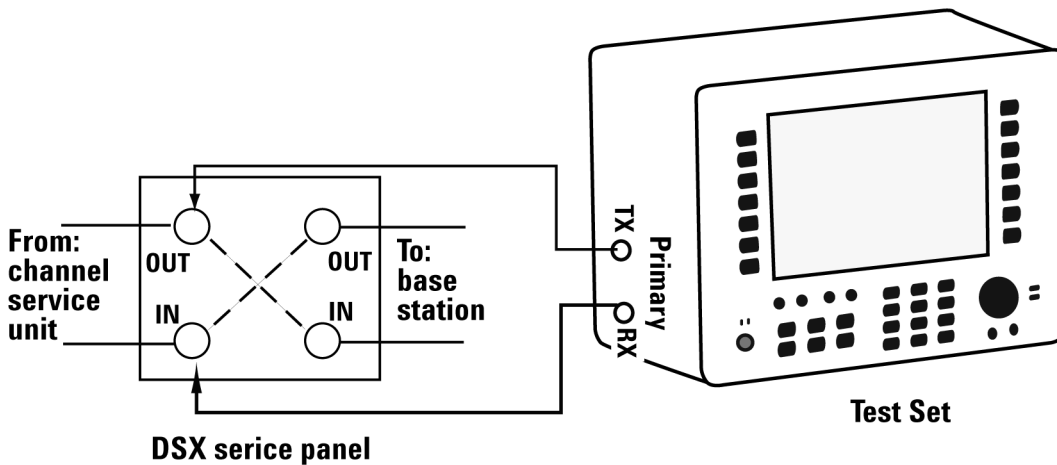 From:
channel
service
unit
OUT
IN
OUT
IN
To:
base
station
DSX serice panel
TX
RX
Primary
Test Set